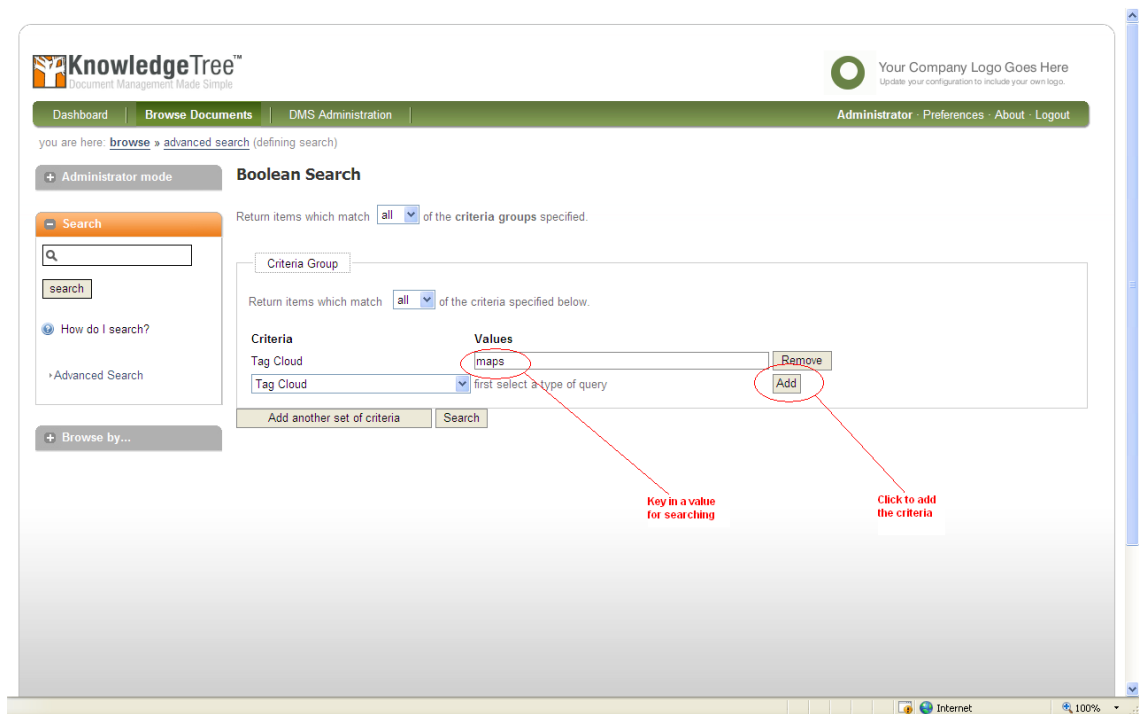 KnowledgeTree™
Document Management Made Simple
Your Company Logo Goes Here
Update your configuration to include your own logo.
Dashboard Browse Documents DMS Administration Administrator · Preferences · About · Logout
you are here: browse » advanced search (defining search)
Administrator mode
Boolean Search
Search
Return items which match all of the criteria groups specified.
Criteria Group
search
Return items which match all of the criteria specified below.
How do I search?
Criteria Values
Tag Cloud maps Remove
Advanced Search
Tag Cloud first select a type of query Add
Add another set of criteria Search
Browse by...
Key in a value
for searching
Click to add
the criteria
Internet 100%